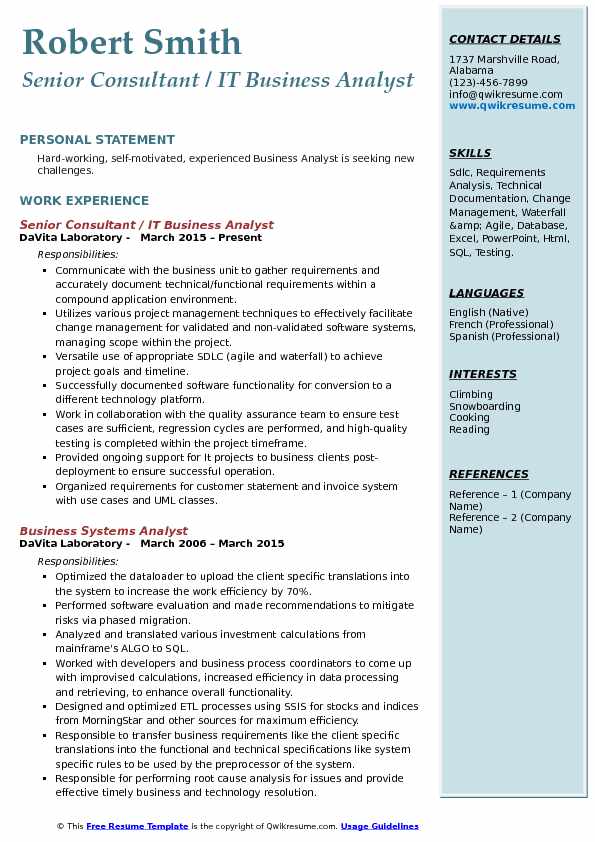 Robert Smith
Senior Consultant / IT Business Analyst
PERSONAL STATEMENT
Hard-working, self-motivated, experienced Business Analyst is seeking new
challenges.
WORK EXPERIENCE
Senior Consultant / IT Business Analyst
DaVita Laboratory - March 2015 – Present
Responsibilities:
▪ Communicate with the business unit to gather requirements and
accurately document technical/functional requirements within a
compound application environment.
▪ Utilizes various project management techniques to effectively facilitate
change management for validated and non-validated software systems,
managing scope within the project.
▪ Versatile use of appropriate SDLC (agile and waterfall) to achieve
project goals and timeline.
▪ Successfully documented software functionality for conversion to a
different technology platform.
▪ Work in collaboration with the quality assurance team to ensure test
cases are sufficient, regression cycles are performed, and high-quality
testing is completed within the project timeframe.
▪ Provided ongoing support for It projects to business clients post-
deployment to ensure successful operation.
▪ Organized requirements for customer statement and invoice system
with use cases and UML classes.
Business Systems Analyst
DaVita Laboratory - March 2006 – March 2015
Responsibilities:
▪ Optimized the dataloader to upload the client specific translations into
the system to increase the work efficiency by 70%.
▪ Performed software evaluation and made recommendations to mitigate
risks via phased migration.
▪ Analyzed and translated various investment calculations from
mainframe's ALGO to SQL.
▪ Worked with developers and business process coordinators to come up
with improvised calculations, increased efficiency in data processing
and retrieving, to enhance overall functionality.
▪ Designed and optimized ETL processes using SSIS for stocks and indices
from MorningStar and other sources for maximum efficiency.
▪ Responsible to transfer business requirements like the client specific
translations into the functional and technical specifications like system
specific rules to be used by the preprocessor of the system.
▪ Responsible for performing root cause analysis for issues and provide
effective timely business and technology resolution.
CONTACT DETAILS
1737 Marshville Road,
Alabama
(123)-456-7899
info@qwikresume.com
www.qwikresume.com
SKILLS
Sdlc, Requirements
Analysis, Technical
Documentation, Change
Management, Waterfall
&amp; Agile, Database,
Excel, PowerPoint, Html,
SQL, Testing.
LANGUAGES
English (Native)
French (Professional)
Spanish (Professional)
INTERESTS
Climbing
Snowboarding
Cooking
Reading
REFERENCES
Reference – 1 (Company
Name)
Reference – 2 (Company
Name)
© This Free Resume Template is the copyright of Qwikresume.com. Usage Guidelines